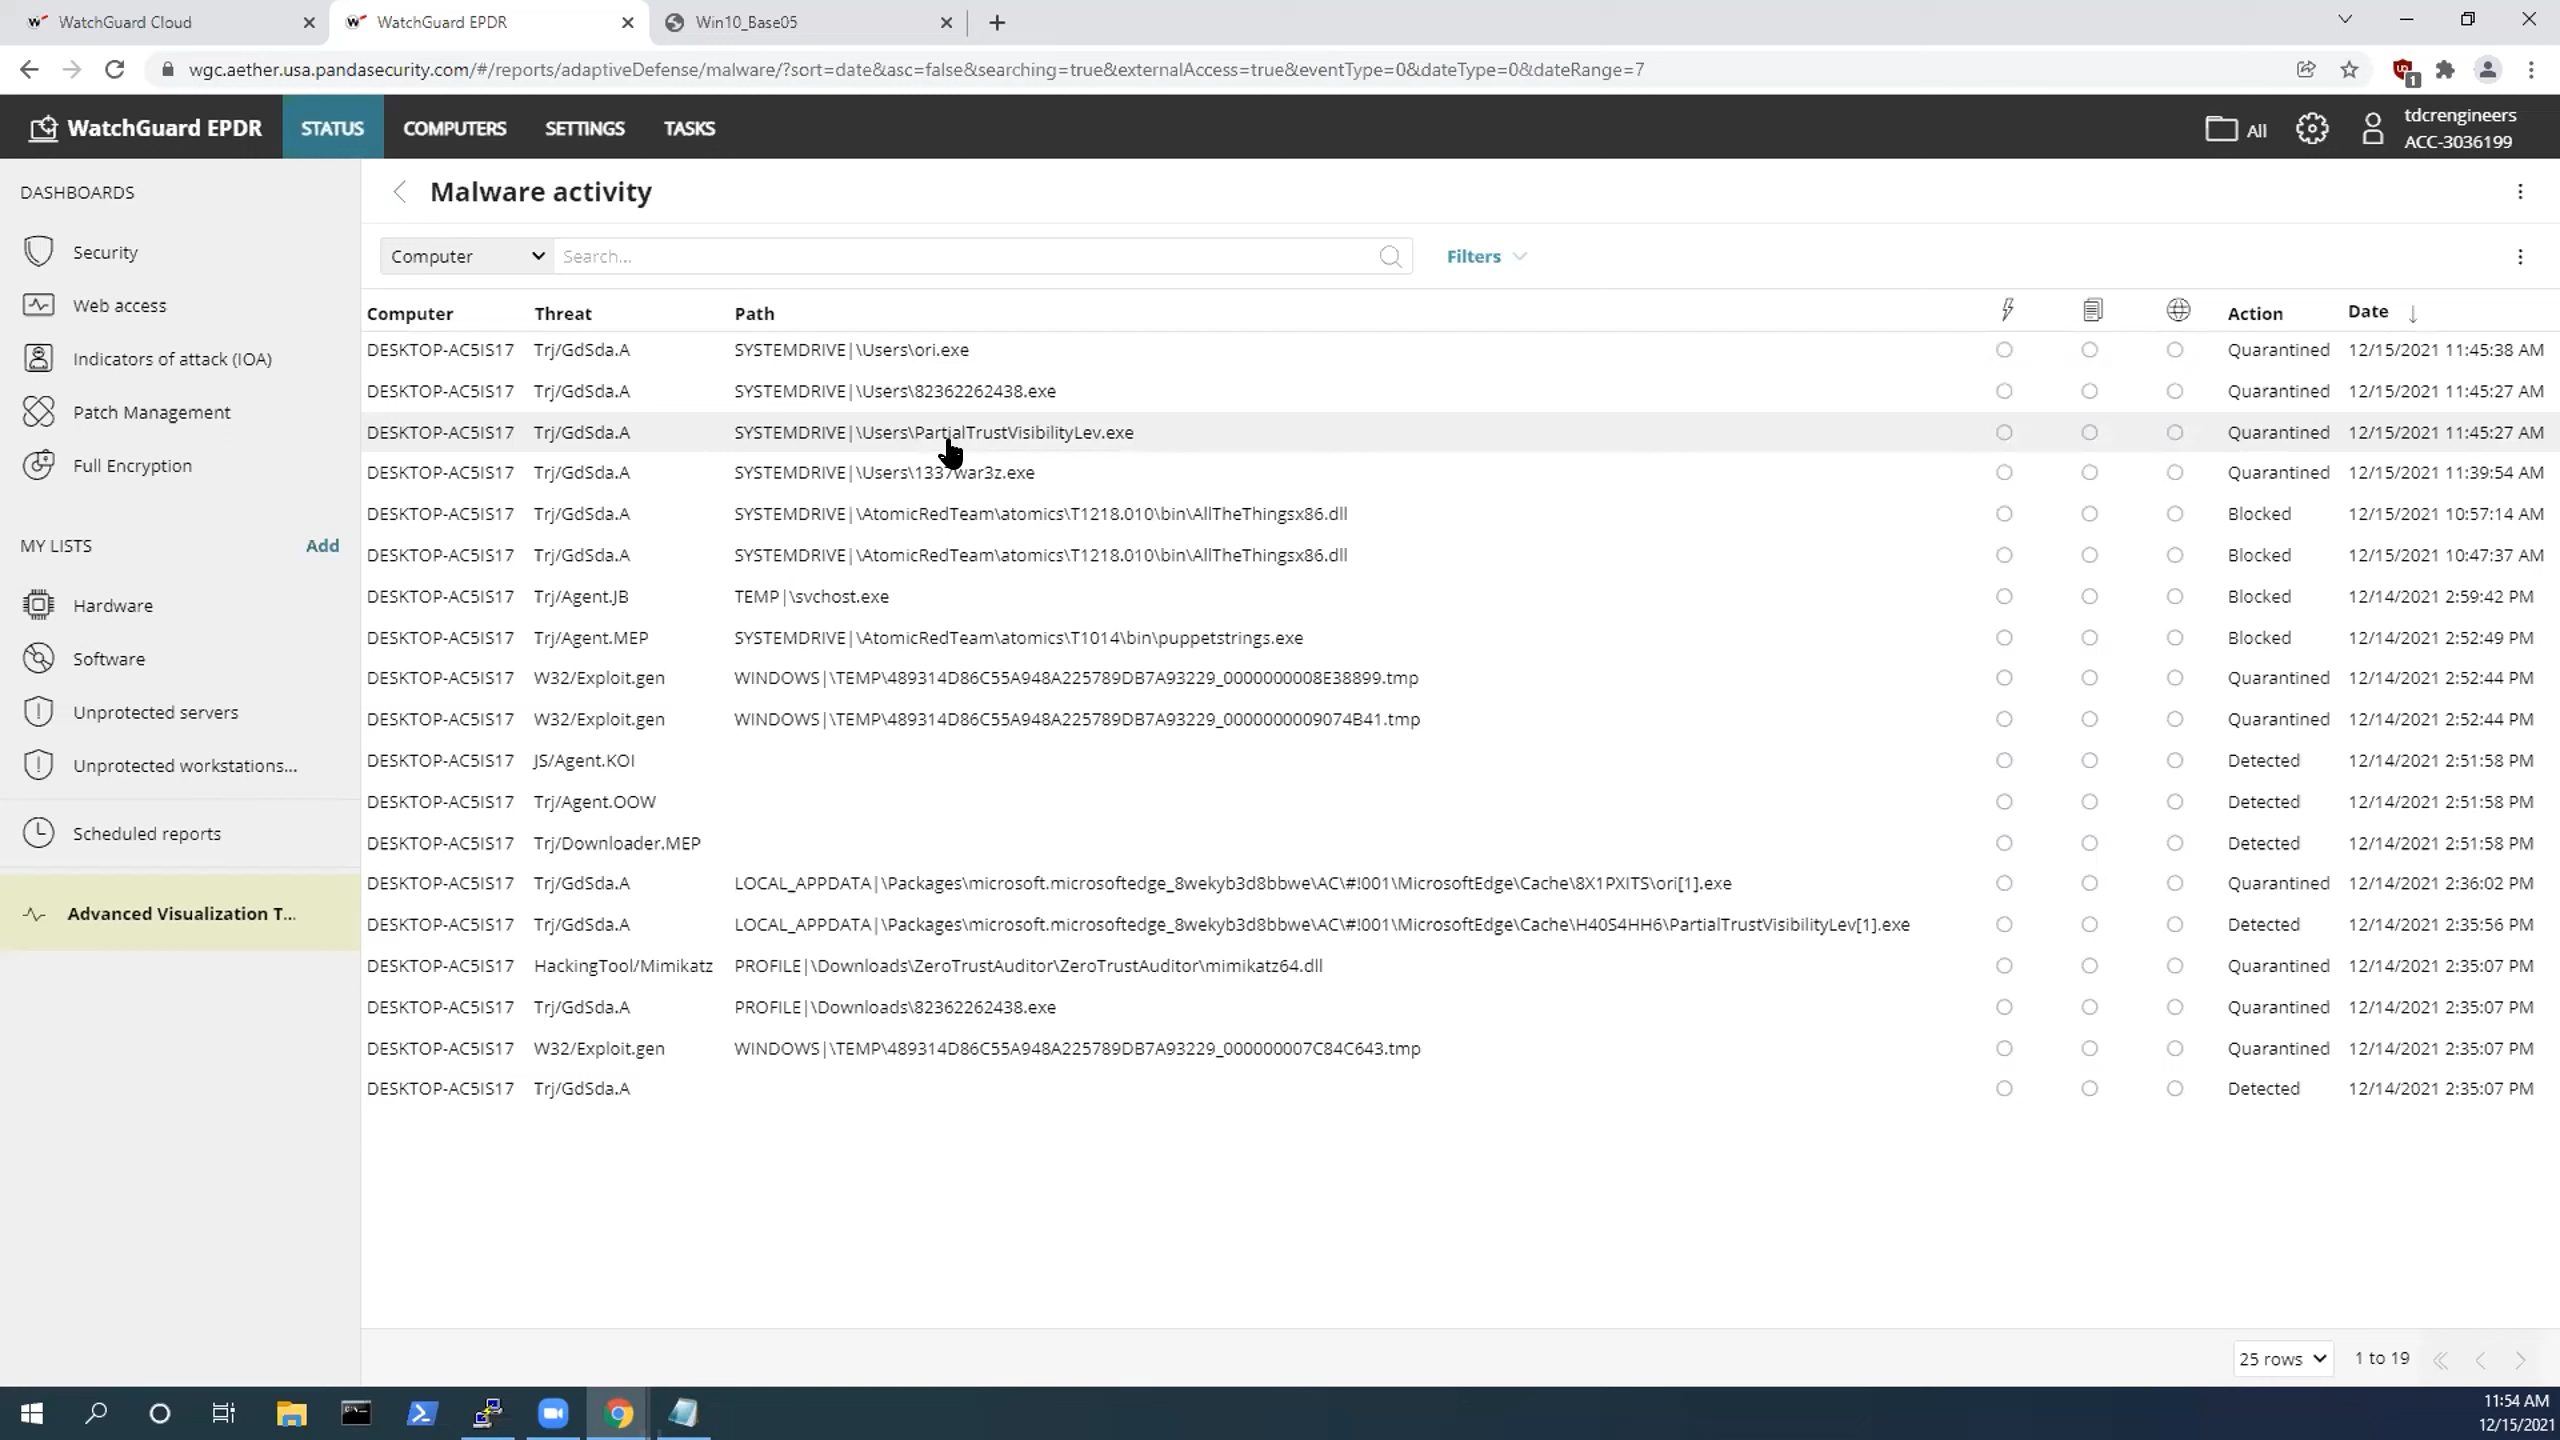 WatchGuard Cloud
WatchGuard EPDR
Win10_Base05
wgc.aether.usa.pandasecurity.com/#/reports/adaptiveDefense/malware/?sort=date&asc=false&searching=true&externalAccess=true&eventType=0&dateType=0&dateRange=7
1
WatchGuard EPDR STATUS COMPUTERS SETTINGS TASKS All
tdcrengineers
ACC-3036199
DASHBOARDS
Security
Web access
Indicators of attack (IOA)
Patch Management
Full Encryption
MY LISTS Add
Hardware
Software
Unprotected servers
Unprotected workstations...
Scheduled reports
Advanced Visualization T...
Malware activity
Computer Search... Filters
Computer Threat Path Action Date
DESKTOP-AC5IS17 Trj/GdSda.A SYSTEMDRIVE|\Users\ori.exe Quarantined 12/15/2021 11:45:38 AM
DESKTOP-AC5IS17 Trj/GdSda.A SYSTEMDRIVE|\Users\82362262438.exe Quarantined 12/15/2021 11:45:27 AM
DESKTOP-AC5IS17 Trj/GdSda.A SYSTEMDRIVE|\Users\PartialTrustVisibilityLev.exe Quarantined 12/15/2021 11:45:27 AM
DESKTOP-AC5IS17 Trj/GdSda.A SYSTEMDRIVE|\Users\1337war3z.exe Quarantined 12/15/2021 11:39:54 AM
DESKTOP-AC5IS17 Trj/GdSda.A SYSTEMDRIVE|\AtomicRedTeam\atomics\T1218.010\bin\AllTheThingsx86.dll Blocked 12/15/2021 10:57:14 AM
DESKTOP-AC5IS17 Trj/GdSda.A SYSTEMDRIVE|\AtomicRedTeam\atomics\T1218.010\bin\AllTheThingsx86.dll Blocked 12/15/2021 10:47:37 AM
DESKTOP-AC5IS17 Trj/Agent.JB TEMP|\svchost.exe Blocked 12/14/2021 2:59:42 PM
DESKTOP-AC5IS17 Trj/Agent.MEP SYSTEMDRIVE|\AtomicRedTeam\atomics\T1014\bin\puppetstrings.exe Blocked 12/14/2021 2:52:49 PM
DESKTOP-AC5IS17 W32/Exploit.gen WINDOWS|\TEMP\489314D86C55A948A225789DB7A93229_0000000008E38899.tmp Quarantined 12/14/2021 2:52:44 PM
DESKTOP-AC5IS17 W32/Exploit.gen WINDOWS|\TEMP\489314D86C55A948A225789DB7A93229_0000000009074B41.tmp Quarantined 12/14/2021 2:52:44 PM
DESKTOP-AC5IS17 JS/Agent.KOI Detected 12/14/2021 2:51:58 PM
DESKTOP-AC5IS17 Trj/Agent.OOW Detected 12/14/2021 2:51:58 PM
DESKTOP-AC5IS17 Trj/Downloader.MEP Detected 12/14/2021 2:51:58 PM
DESKTOP-AC5IS17 Trj/GdSda.A LOCAL_APPDATA|\Packages\microsoft.microsoftedge_8wekyb3d8bbwe\AC\#!001\MicrosoftEdge\Cache\8X1PXITS\ori[1].exe Quarantined 12/14/2021 2:36:02 PM
DESKTOP-AC5IS17 Trj/GdSda.A LOCAL_APPDATA|\Packages\microsoft.microsoftedge_8wekyb3d8bbwe\AC\#!001\MicrosoftEdge\Cache\H40S4HH6\PartialTrustVisibilityLev[1].exe Detected 12/14/2021 2:35:56 PM
DESKTOP-AC5IS17 HackingTool/Mimikatz PROFILE|\Downloads\ZeroTrustAuditor\ZeroTrustAuditor\mimikatz64.dll Quarantined 12/14/2021 2:35:07 PM
DESKTOP-AC5IS17 Trj/GdSda.A PROFILE|\Downloads\82362262438.exe Quarantined 12/14/2021 2:35:07 PM
DESKTOP-AC5IS17 W32/Exploit.gen WINDOWS|\TEMP\489314D86C55A948A225789DB7A93229_000000007C84C643.tmp Quarantined 12/14/2021 2:35:07 PM
DESKTOP-AC5IS17 Trj/GdSda.A Detected 12/14/2021 2:35:07 PM
25 rows 1 to 19
11:54 AM
12/15/2021